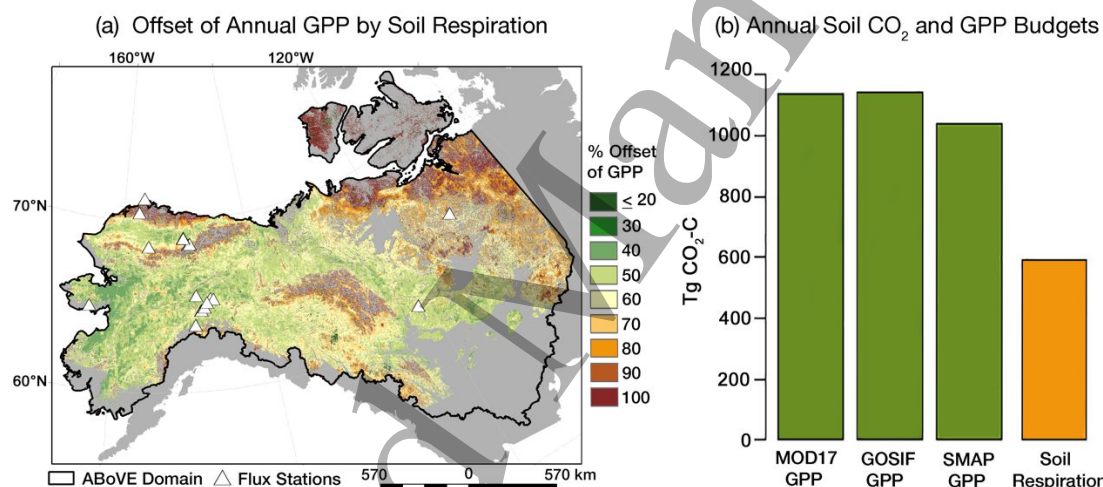 (a) Offset of Annual GPP by Soil Respiration
160°W
120°W
70°N
60°N
% Offset
of GPP
≤ 20
30
40
50
60
70
80
90
100
ABoVE Domain
Flux Stations
570
0
570 km
(b) Annual Soil CO₂ and GPP Budgets
Tg CO₂-C
1200
1000
800
600
400
200
0
MOD17
GPP
GOSIF
GPP
SMAP
GPP
Soil
Respiration